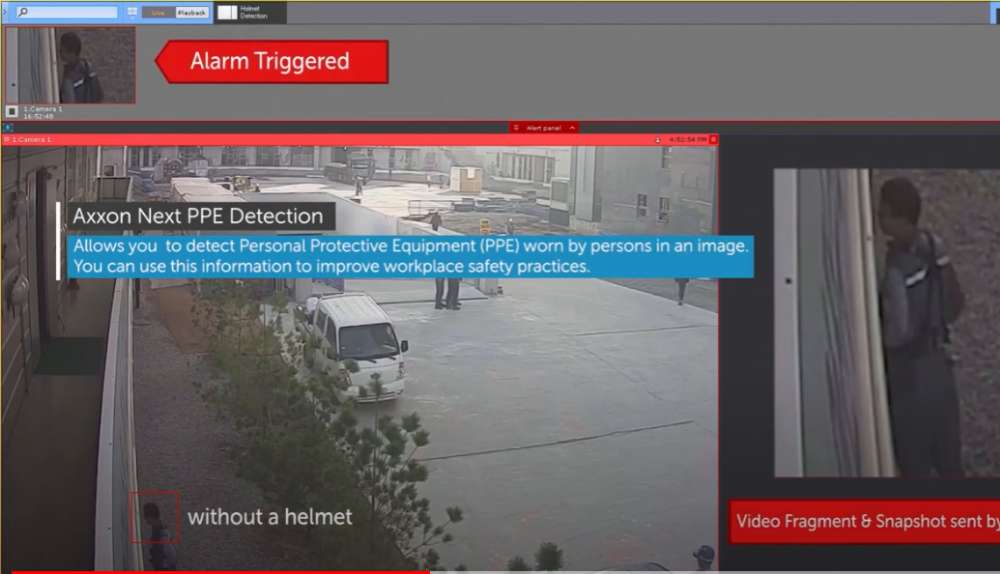 Live Playback
Helmet
Detection
Alarm Triggered
1.Camera 1
16:52:48
Alert panel
1.Camera 1
4:52:54 PM
Axxon Next PPE Detection
Allows you to detect Personal Protective Equipment (PPE) worn by persons in an image.
You can use this information to improve workplace safety practices.
without a helmet
Video Fragment & Snapshot sent by